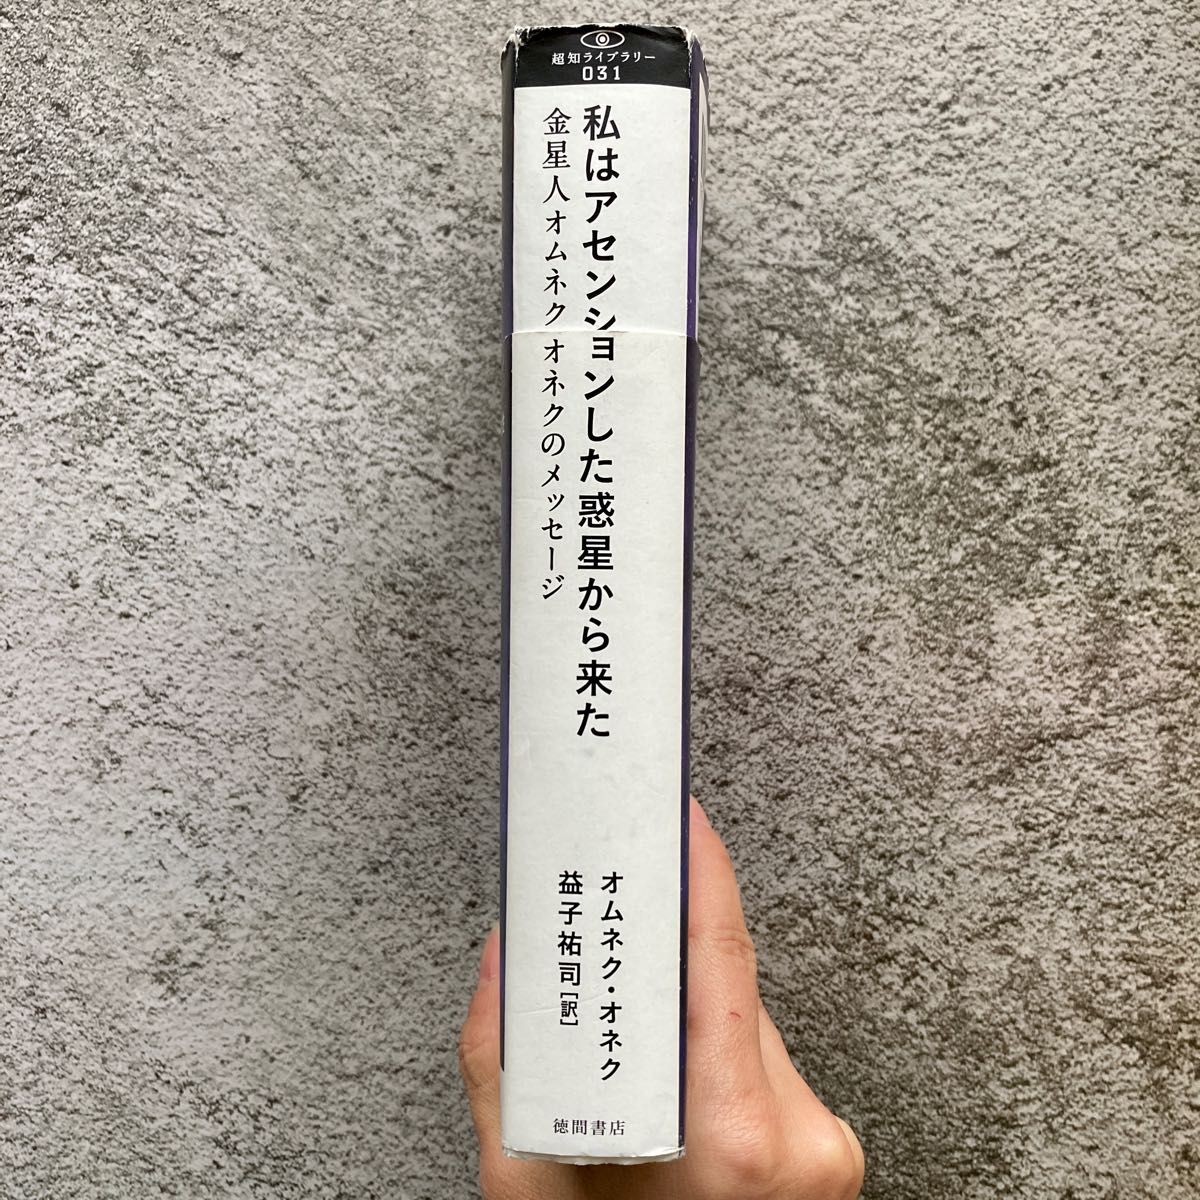 超知ライブラリー
031
私はアセンションした惑星から来た
金星人オムネクオネクのメッセージ
オムネク・オネク
益子祐司[訳]
徳間書店